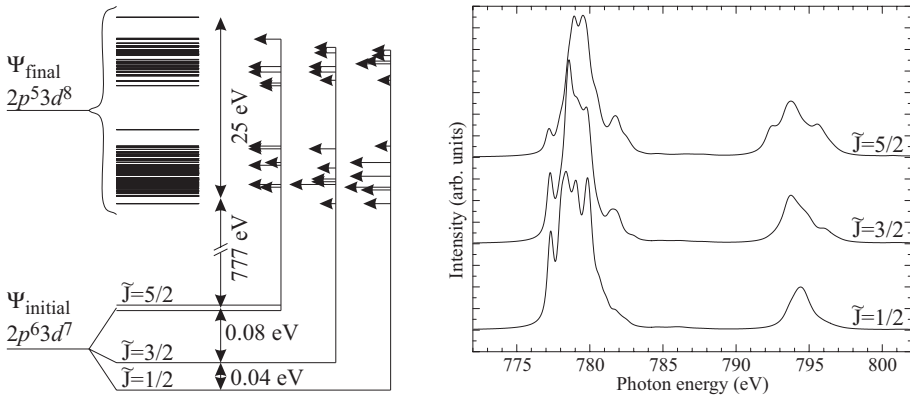 Ψfinal
2p⁵3d⁸
25 eV
777 eV
Ψinitial
2p⁶3d⁷
J̃=5/2
J̃=3/2
J̃=1/2
0.08 eV
0.04 eV
Intensity (arb. units)
J̃=5/2
J̃=3/2
J̃=1/2
775 780 785 790 795 800
Photon energy (eV)